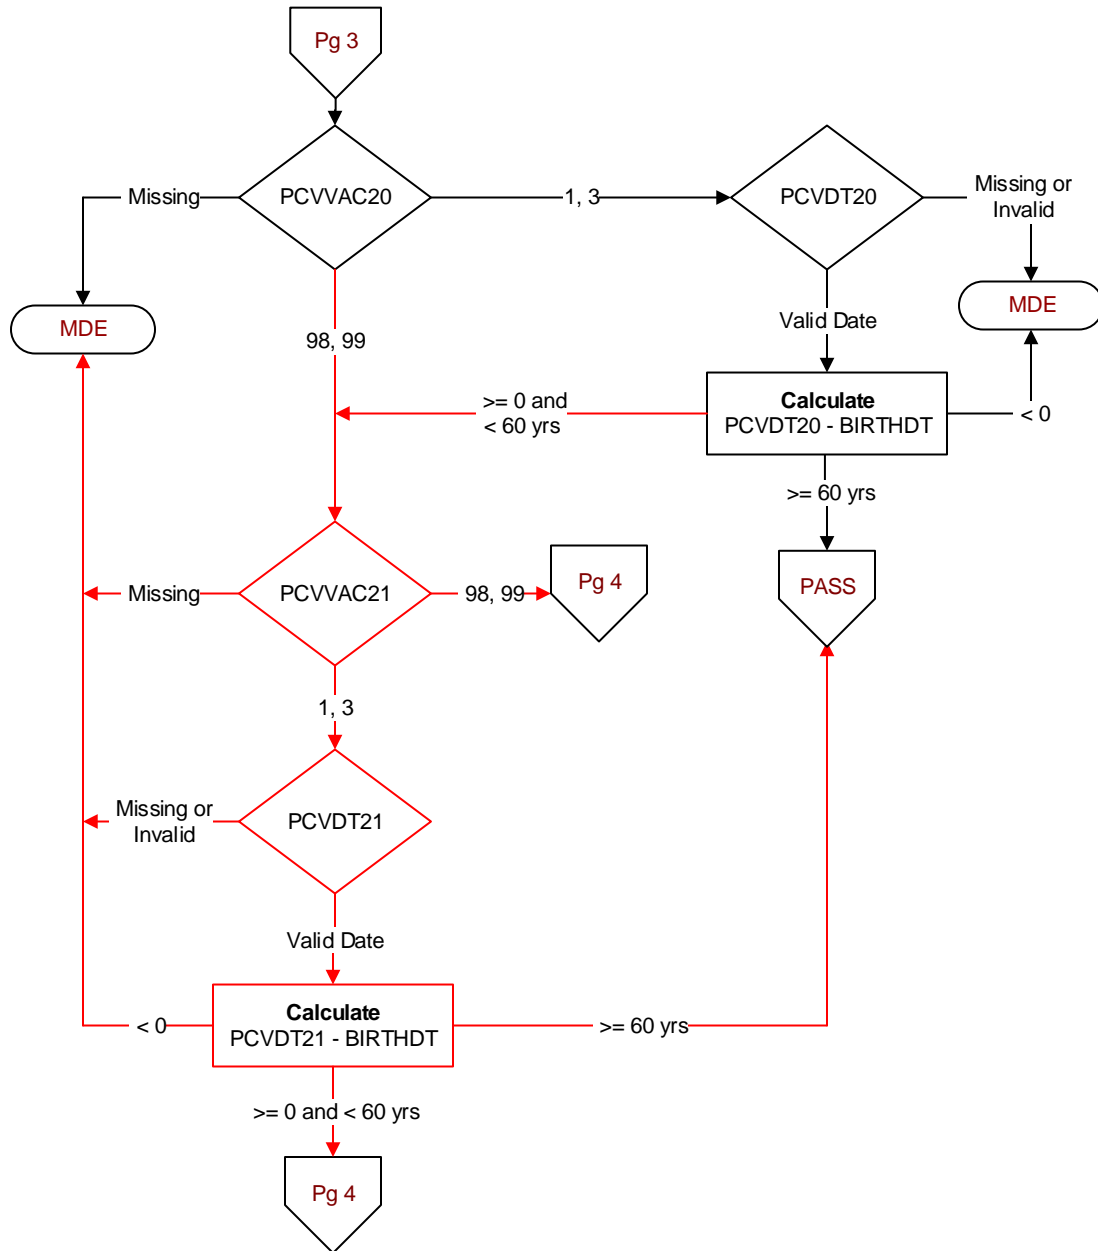 Pg 3
Missing
PCVVAC20
1, 3
PCVDT20
Missing or
Invalid
MDE
98, 99
Valid Date
MDE
>= 0 and
< 60 yrs
Calculate
PCVDT20 - BIRTHDT
< 0
>= 60 yrs
Missing
PCVVAC21
98, 99
Pg 4
PASS
1, 3
Missing or
Invalid
PCVDT21
Valid Date
< 0
Calculate
PCVDT21 - BIRTHDT
>= 60 yrs
>= 0 and < 60 yrs
Pg 4